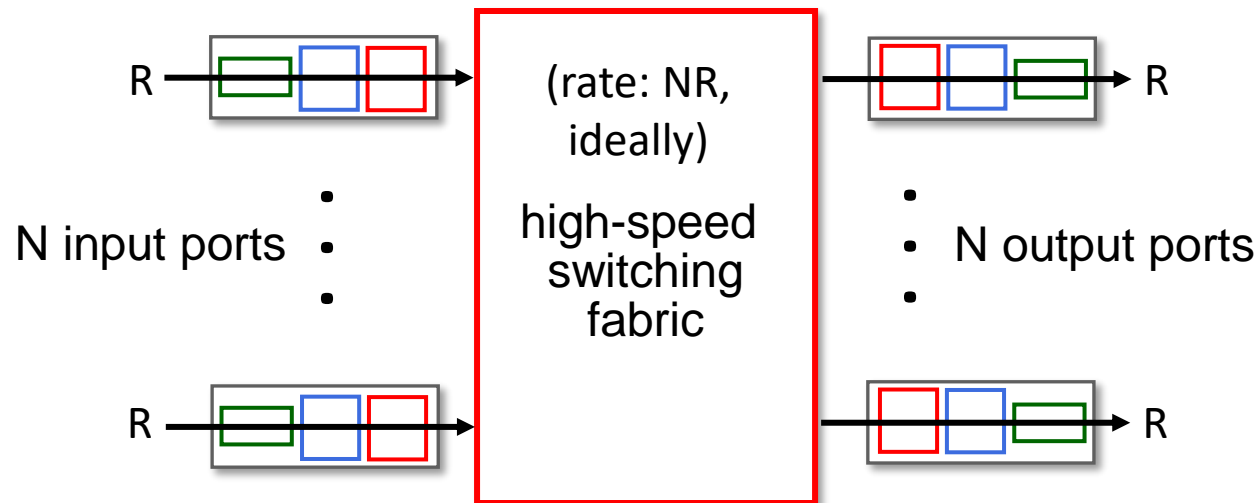 R
(rate: NR,
ideally)
R
N input ports
high-speed
switching
fabric
N output ports
R
R